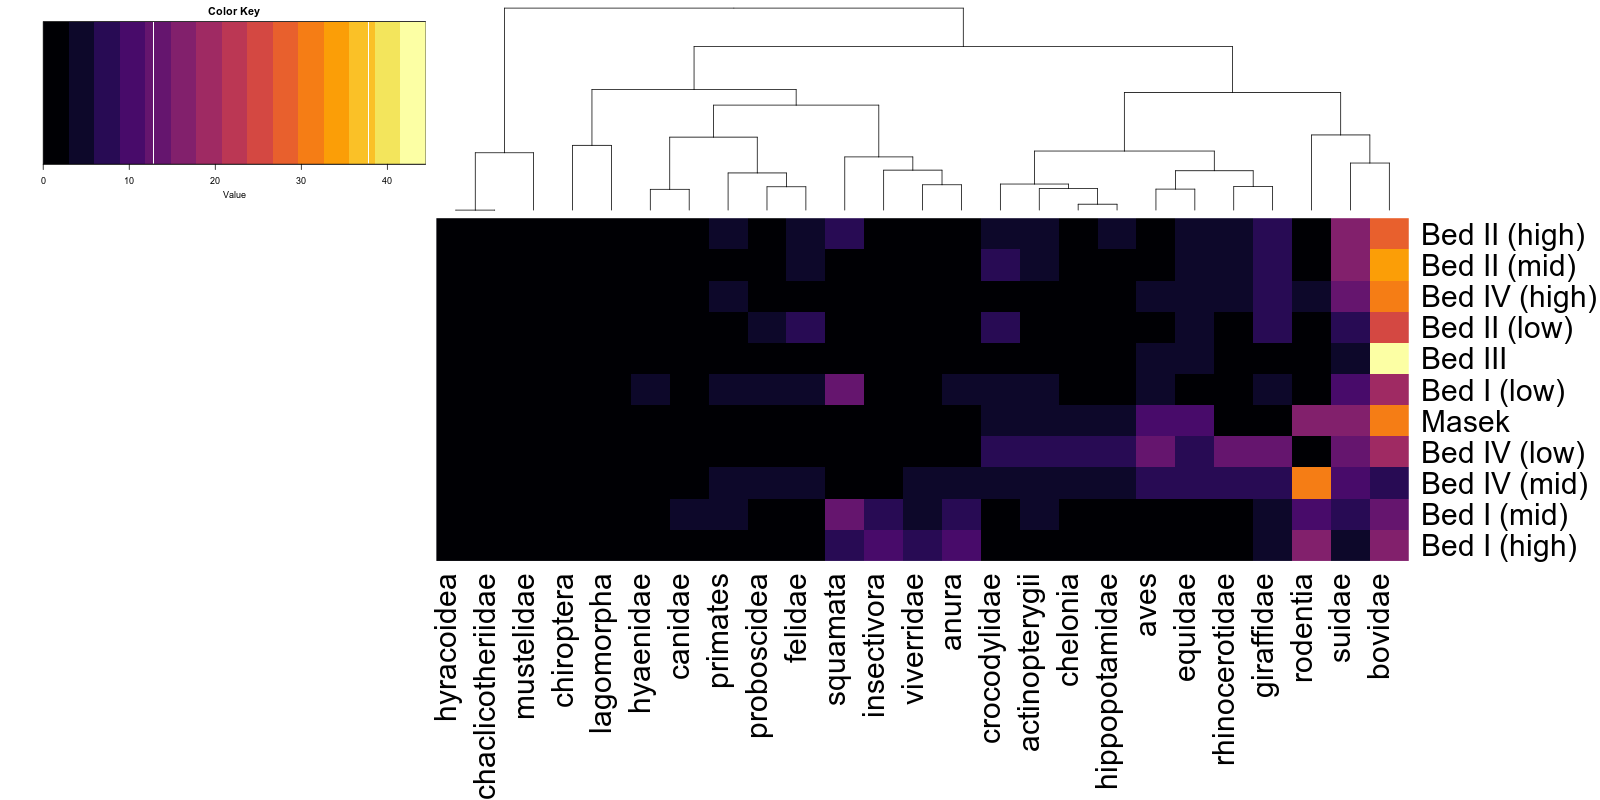 Color Key
0 10 20 30 40
Value
Bed II (high)
Bed II (mid)
Bed IV (high)
Bed II (low)
Bed III
Bed I (low)
Masek
Bed IV (low)
Bed IV (mid)
Bed I (mid)
Bed I (high)
hyracoidea
chaclicotheriidae
mustelidae
chiroptera
lagomorpha
hyaenidae
canidae
primates
proboscidea
felidae
squamata
insectivora
viverridae
anura
crocodylidae
actinopterygii
chelonia
hippopotamidae
aves
equidae
rhinocerotidae
giraffidae
rodentia
suidae
bovidae